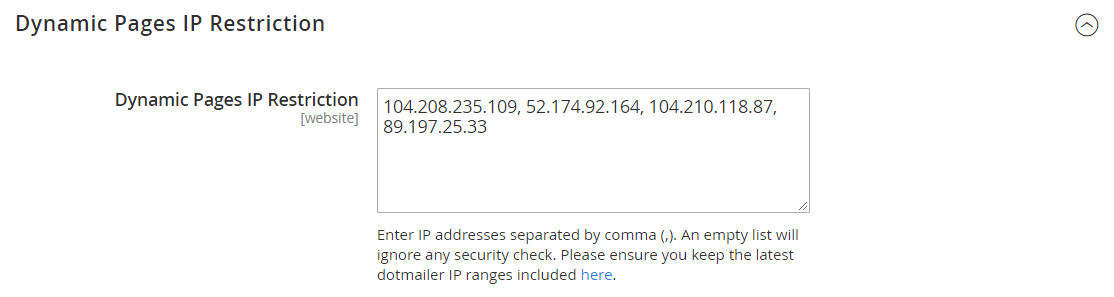 Dynamic Pages IP Restriction
Dynamic Pages IP Restriction
[website]
104.208.235.109, 52.174.92.164, 104.210.118.87,
89.197.25.33
Enter IP addresses separated by comma (,). An empty list will
ignore any security check. Please ensure you keep the latest
dotmailer IP ranges included here.